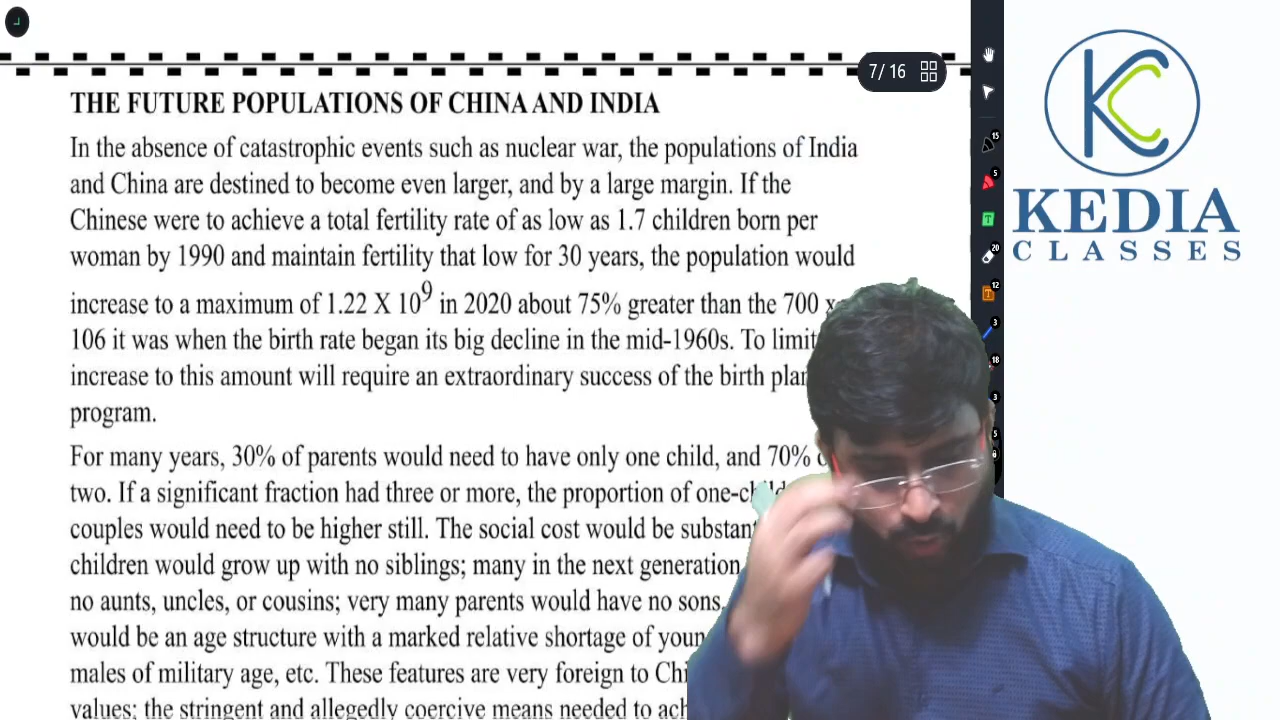 7/ 16
THE FUTURE POPULATIONS OF CHINA AND INDIA
In the absence of catastrophic events such as nuclear war, the populations of India
and China are destined to become even larger, and by a large margin. If the
Chinese were to achieve a total fertility rate of as low as 1.7 children born per
woman by 1990 and maintain fertility that low for 30 years, the population would
increase to a maximum of 1.22 X 10⁹ in 2020 about 75% greater than the 700 x
106 it was when the birth rate began its big decline in the mid-1960s. To limit
increase to this amount will require an extraordinary success of the birth
program.
For many years, 30% of parents would need to have only one child, and 70%
two. If a significant fraction had three or more, the proportion of
couples would need to be higher still. The social cost would be
children would grow up with no siblings; many in the next generation
no aunts, uncles, or cousins; very many parents would have no sons.
would be an age structure with a marked relative shortage of
males of military age, etc. These features are very foreign to
values; the stringent and allegedly coercive means needed to
KC
KEDIA
CLASSES
15
5
T
20
T 12
3
18
3
5
6